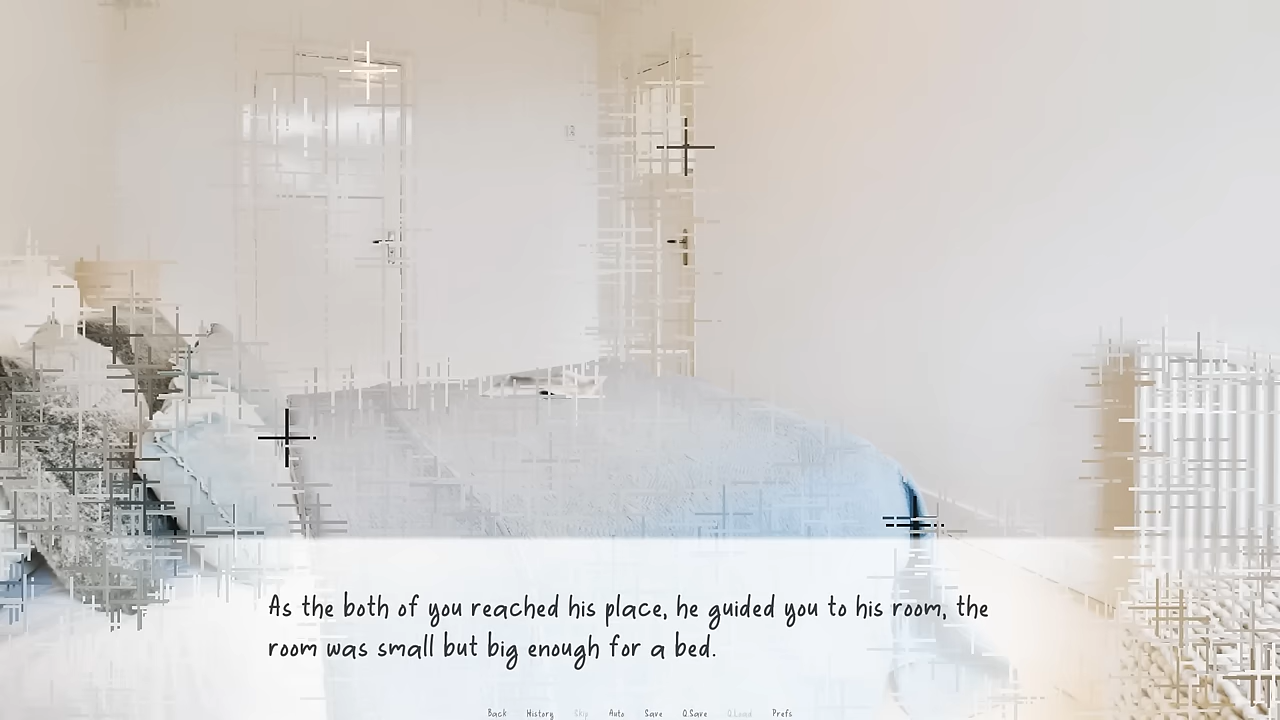 As the both of you reached his place, he guided you to his room, the
room was small but big enough for a bed.
Back History Skip Auto Save Q.Save Q.Load Prefs